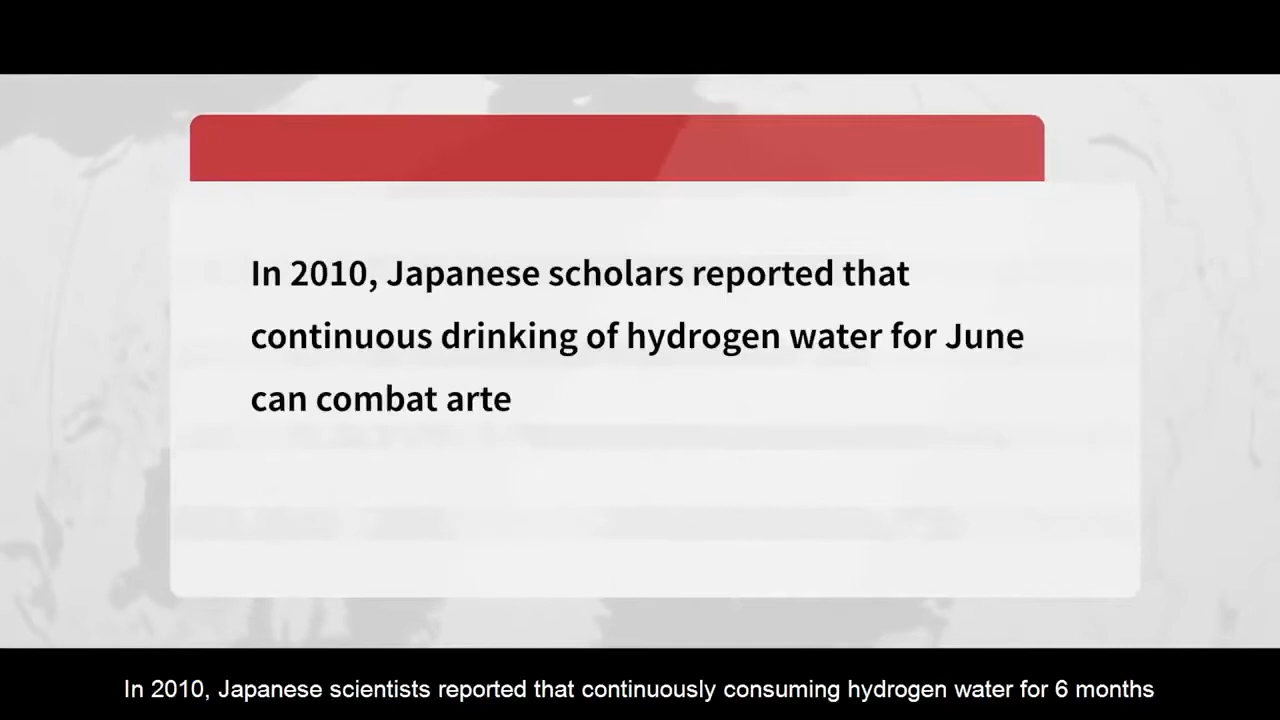 In 2010, Japanese scholars reported that
continuous drinking of hydrogen water for June
can combat arte
In 2010, Japanese scientists reported that continuously consuming hydrogen water for 6 months